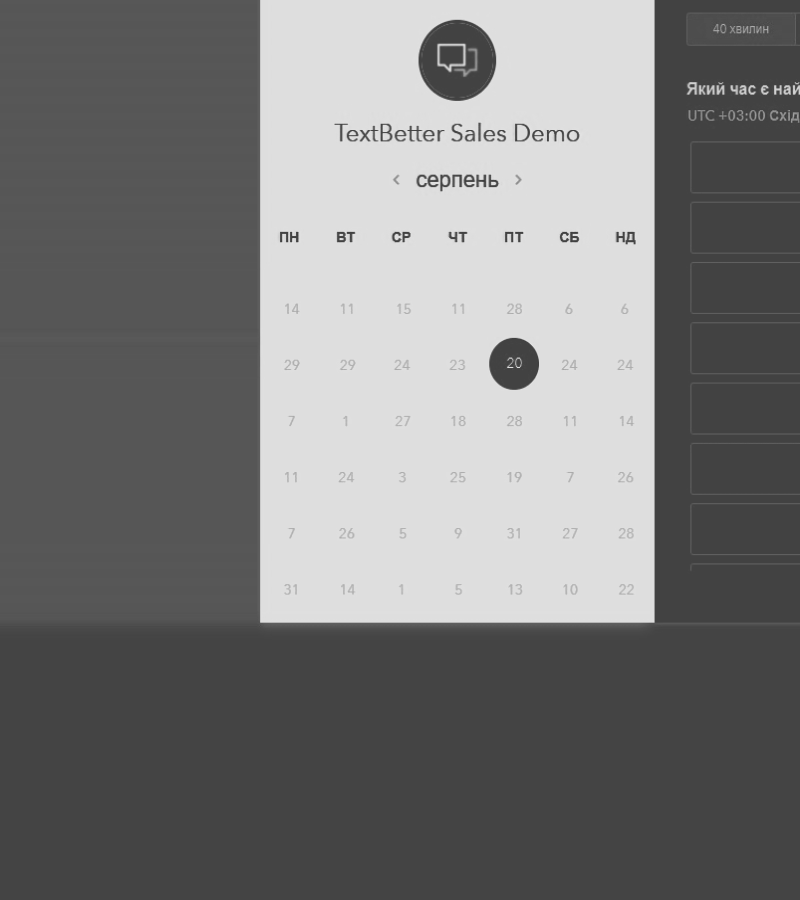 TextBetter Sales Demo
серпень
ПН ВТ СР ЧТ ПТ СБ НД
14 11 15 11 28 6 6
29 29 24 23 20 24 24
7 1 27 18 28 11 14
11 24 3 25 19 7 26
7 26 5 9 31 27 28
31 14 1 5 13 10 22
40 хвилин
Який час є най
UTC +03:00 Схід